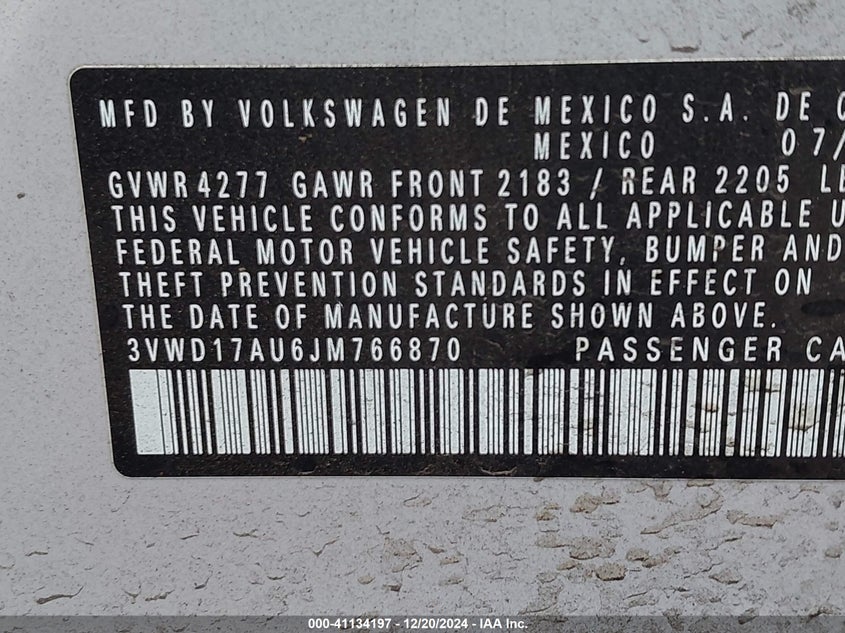 MFD BY VOLKSWAGEN DE MEXICO S.A. DE
MEXICO 07/
GVWR 4277 GAWR FRONT 2183 / REAR 2205
THIS VEHICLE CONFORMS TO ALL APPLICABLE
FEDERAL MOTOR VEHICLE SAFETY, BUMPER AND
THEFT PREVENTION STANDARDS IN EFFECT ON
THE DATE OF MANUFACTURE SHOWN ABOVE.
3VWD17AU6JM766870 PASSENGER
000-41134197 - 12/20/2024 - IAA Inc.